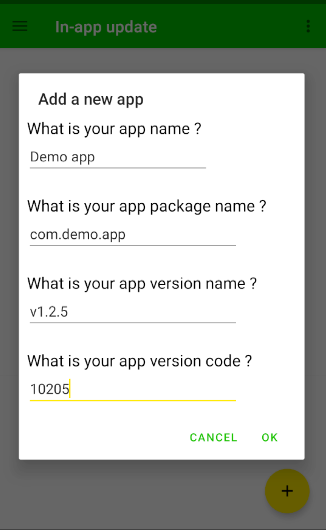 In-app update
Add a new app
What is your app name ?
Demo app
What is your app package name ?
com.demo.app
What is your app version name ?
v1.2.5
What is your app version code ?
10205
CANCEL OK
+